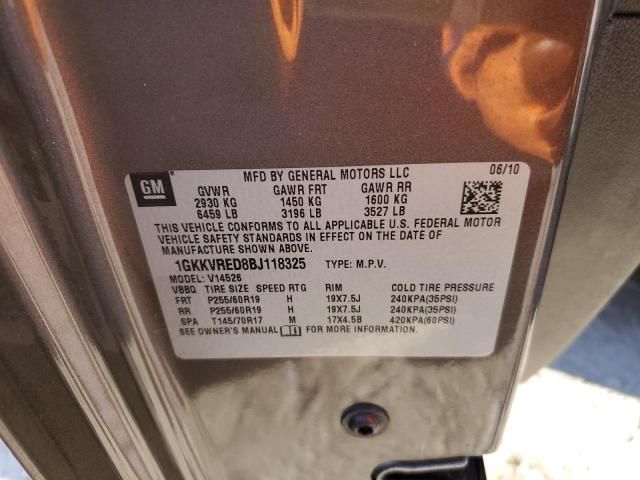 MFD BY GENERAL MOTORS LLC 06/10
GM GVWR GAWR FRT GAWR RR
2930 KG 1450 KG 1600 KG
6459 LB 3196 LB 3527 LB
THIS VEHICLE CONFORMS TO ALL APPLICABLE U.S. FEDERAL MOTOR
VEHICLE SAFETY STANDARDS IN EFFECT ON THE DATE OF
MANUFACTURE SHOWN ABOVE.
1GKKVRED8BJ118325 TYPE: M.P.V.
MODEL: V14526
VBBQ TIRE SIZE SPEED RTG RIM COLD TIRE PRESSURE
FRT P255/60R19 H 19X7.5J 240KPA(35PSI)
RR P255/60R19 H 19X7.5J 240KPA(35PSI)
SPA T145/70R17 M 17X4.5B 420KPA(60PSI)
SEE OWNER'S MANUAL FOR MORE INFORMATION.